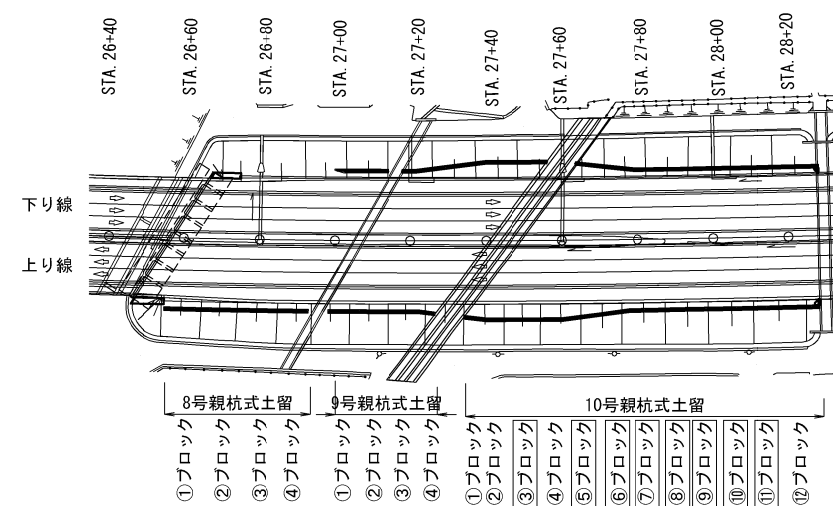 STA. 26+40
STA. 26+60
STA. 26+80
STA. 27+00
STA. 27+20
STA. 27+40
STA. 27+60
STA. 27+80
STA. 28+00
STA. 28+20
下り線
上り線
8号親杭式土留
9号親杭式土留
10号親杭式土留
①ブロック
②ブロック
③ブロック
④ブロック
①ブロック
②ブロック
③ブロック
④ブロック
①ブロック
②ブロック
③ブロック
④ブロック
⑤ブロック
⑥ブロック
⑦ブロック
⑧ブロック
⑨ブロック
⑩ブロック
⑪ブロック
⑫ブロック